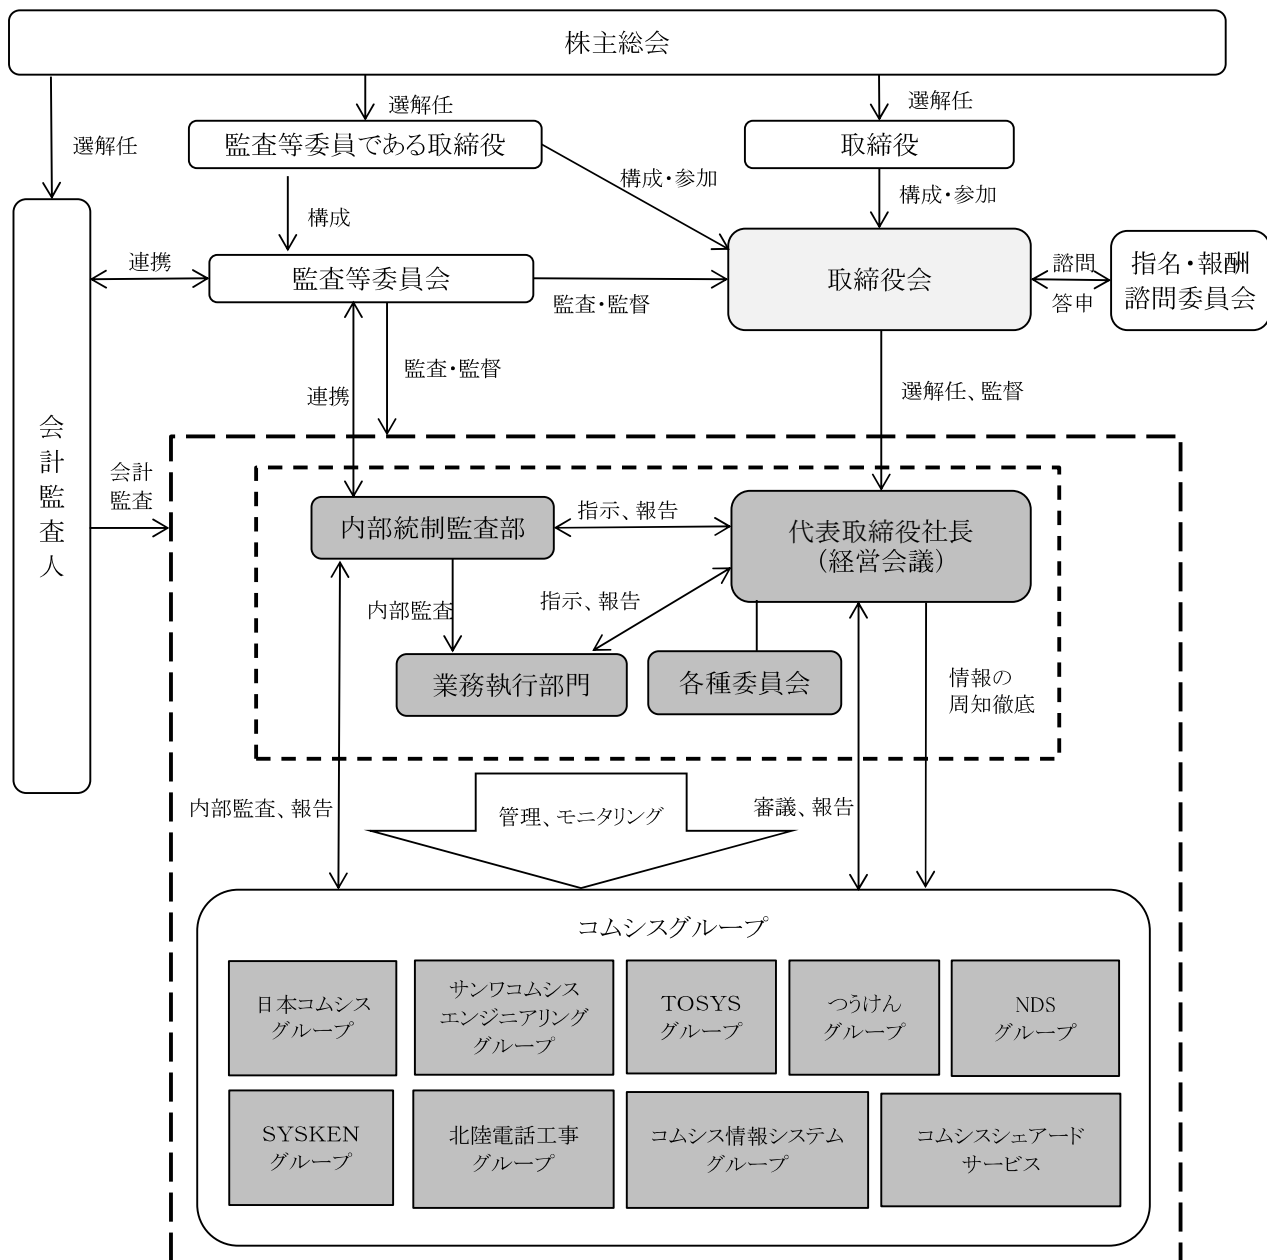 株主総会
選解任
選解任
選解任
監査等委員である取締役
取締役
構成・参加
構成・参加
構成
連携
監査等委員会
監査・監督
取締役会
諮問
答申
指名・報酬
諮問委員会
監査・監督
連携
選解任、監督
会計監査人
会計
監査
内部統制監査部
指示、報告
代表取締役社長
（経営会議）
内部監査
指示、報告
業務執行部門
各種委員会
情報の
周知徹底
内部監査、報告
管理、モニタリング
審議、報告
コムシスグループ
日本コムシス
グループ
サンワコムシス
エンジニアリング
グループ
TOSYS
グループ
つうけん
グループ
NDS
グループ
SYSKEN
グループ
北陸電話工事
グループ
コムシス情報システム
グループ
コムシスシェアード
サービス